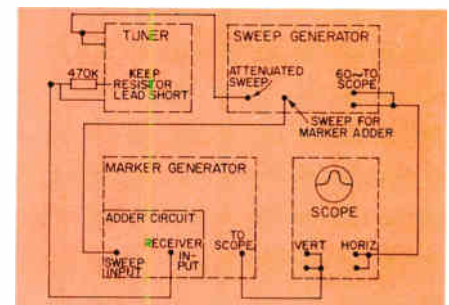 TUNER
470K
KEEP
RESISTOR
LEAD SHORT
SWEEP GENERATOR
ATTENUATED
SWEEP
60~TO
SCOPE
SWEEP FOR
MARKER ADDER
MARKER GENERATOR
ADDER CIRCUIT
RECEIVER
IN-
PUT
SWEEP
INPUT
TO
SCOPE
SCOPE
VERT
HORIZ